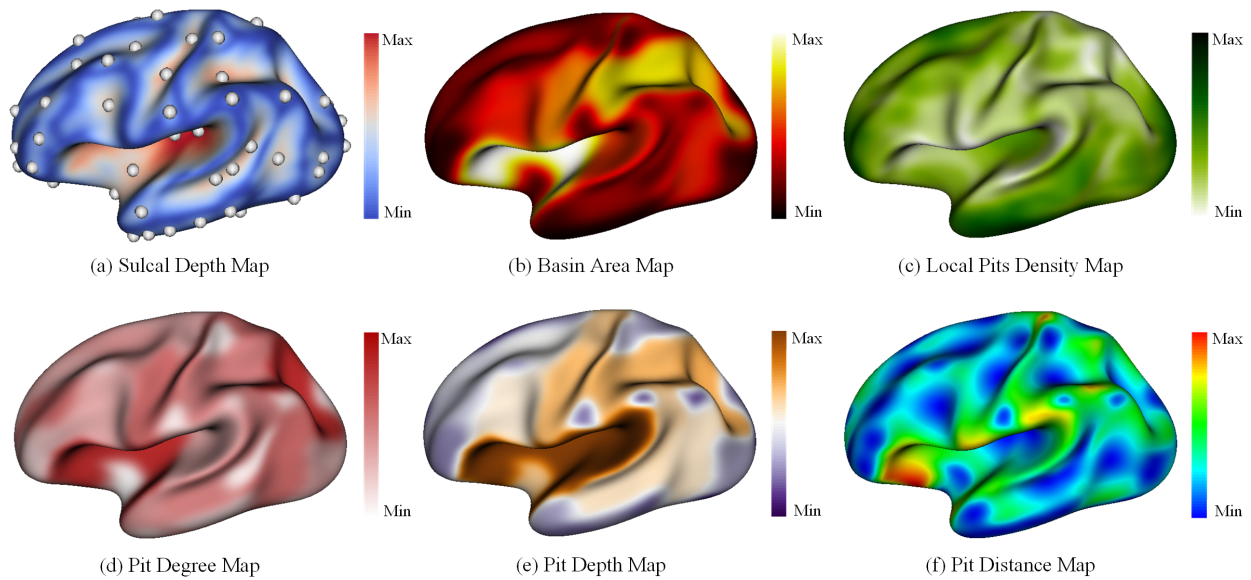 Max
Min
Max
Min
Max
Min
(a) Sulcal Depth Map
(b) Basin Area Map
(c) Local Pits Density Map
Max
Min
Max
Min
Max
Min
(d) Pit Degree Map
(e) Pit Depth Map
(f) Pit Distance Map